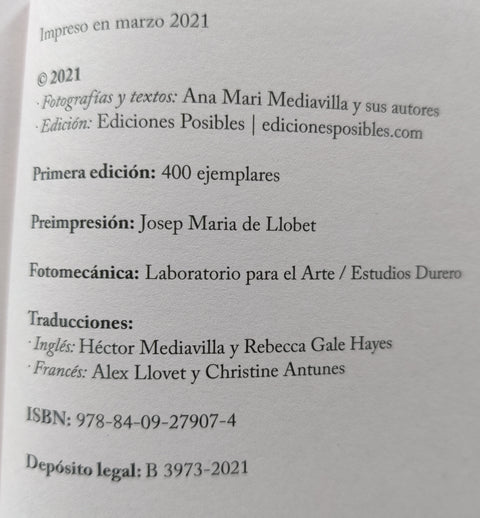 Impreso en marzo 2021
© 2021
· Fotografías y textos: Ana Mari Mediavilla y sus autores
· Edición: Ediciones Posibles | edicionesposibles.com
Primera edición: 400 ejemplares
Preimpresión: Josep Maria de Llobet
Fotomecánica: Laboratorio para el Arte / Estudios Durero
Traducciones:
· Inglés: Héctor Mediavilla y Rebecca Gale Hayes
· Francés: Alex Llovet y Christine Antunes
ISBN: 978-84-09-27907-4
Depósito legal: B 3973-2021